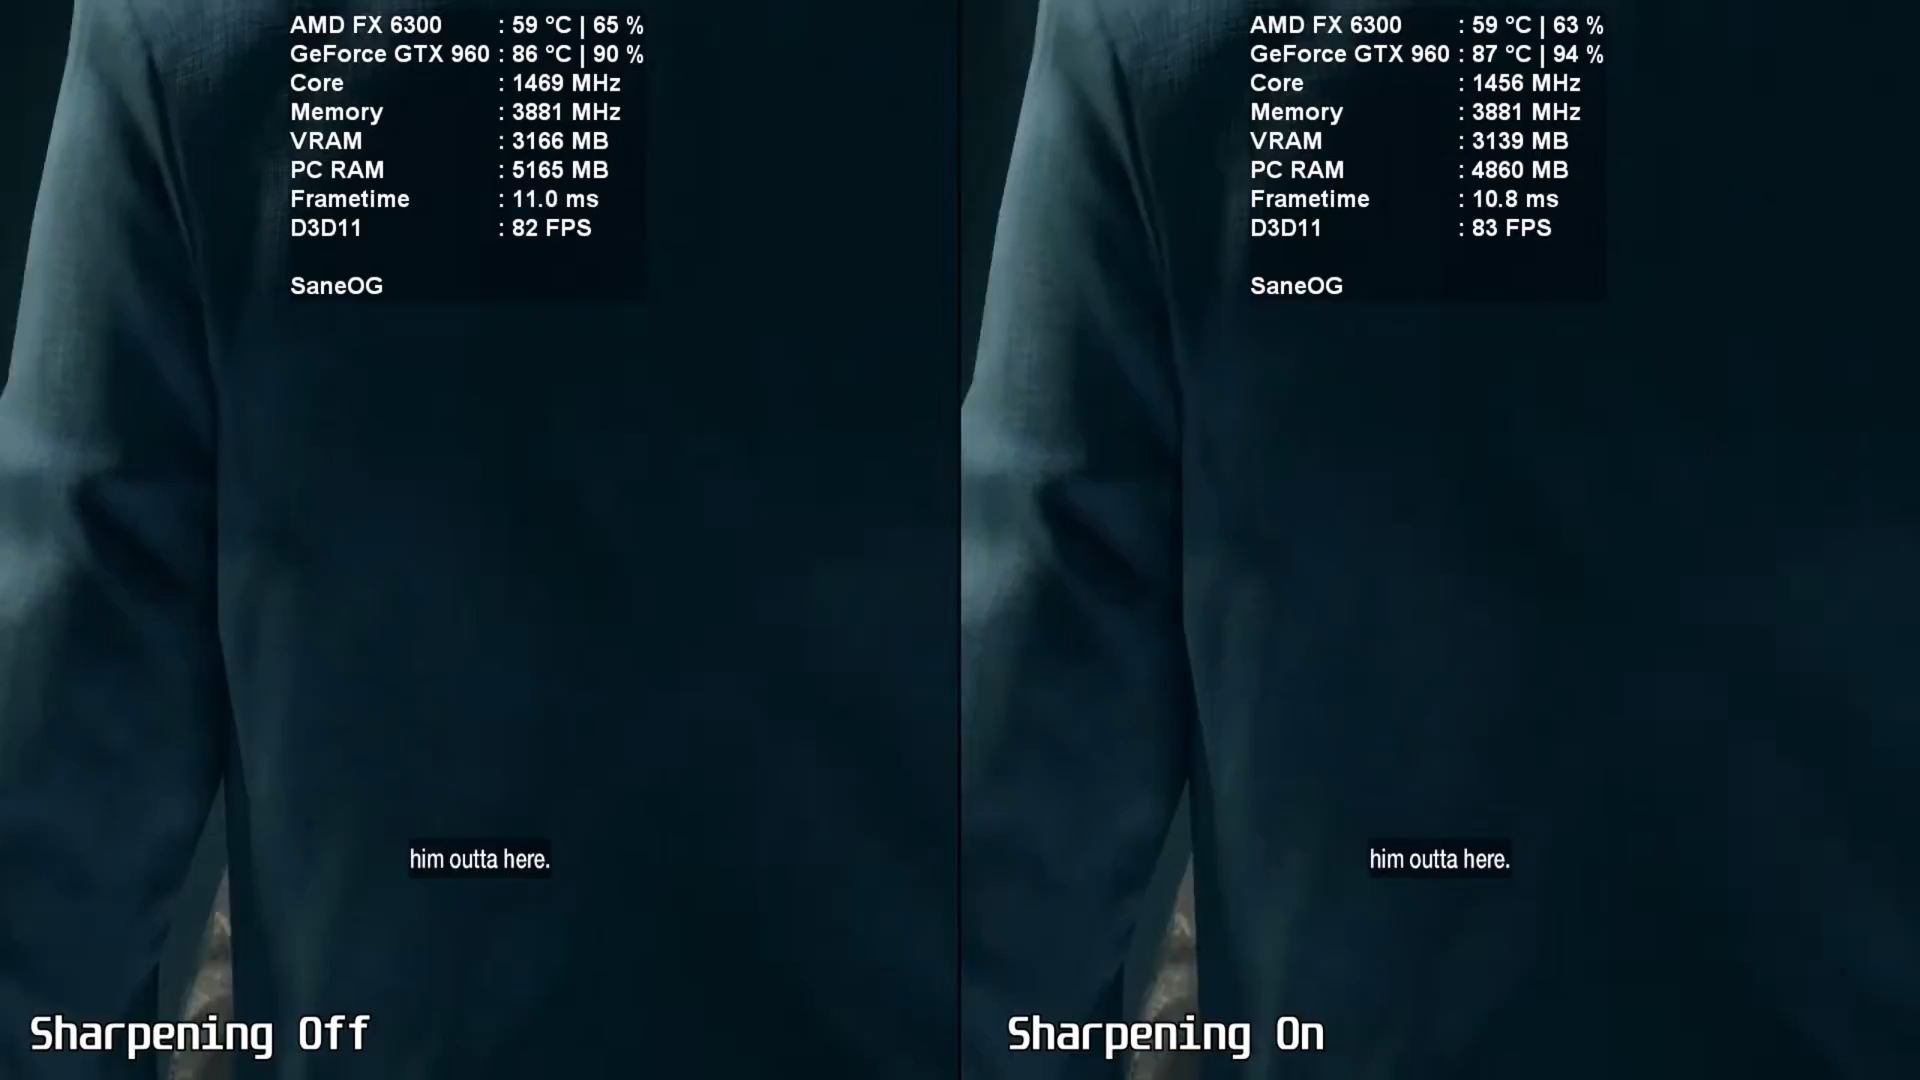 AMD FX 6300 : 59 °C | 65 %
GeForce GTX 960 : 86 °C | 90 %
Core : 1469 MHz
Memory : 3881 MHz
VRAM : 3166 MB
PC RAM : 5165 MB
Frametime : 11.0 ms
D3D11 : 82 FPS
SaneOG
him outta here.
Sharpening Off
AMD FX 6300 : 59 °C | 63 %
GeForce GTX 960 : 87 °C | 94 %
Core : 1456 MHz
Memory : 3881 MHz
VRAM : 3139 MB
PC RAM : 4860 MB
Frametime : 10.8 ms
D3D11 : 83 FPS
SaneOG
him outta here.
Sharpening On